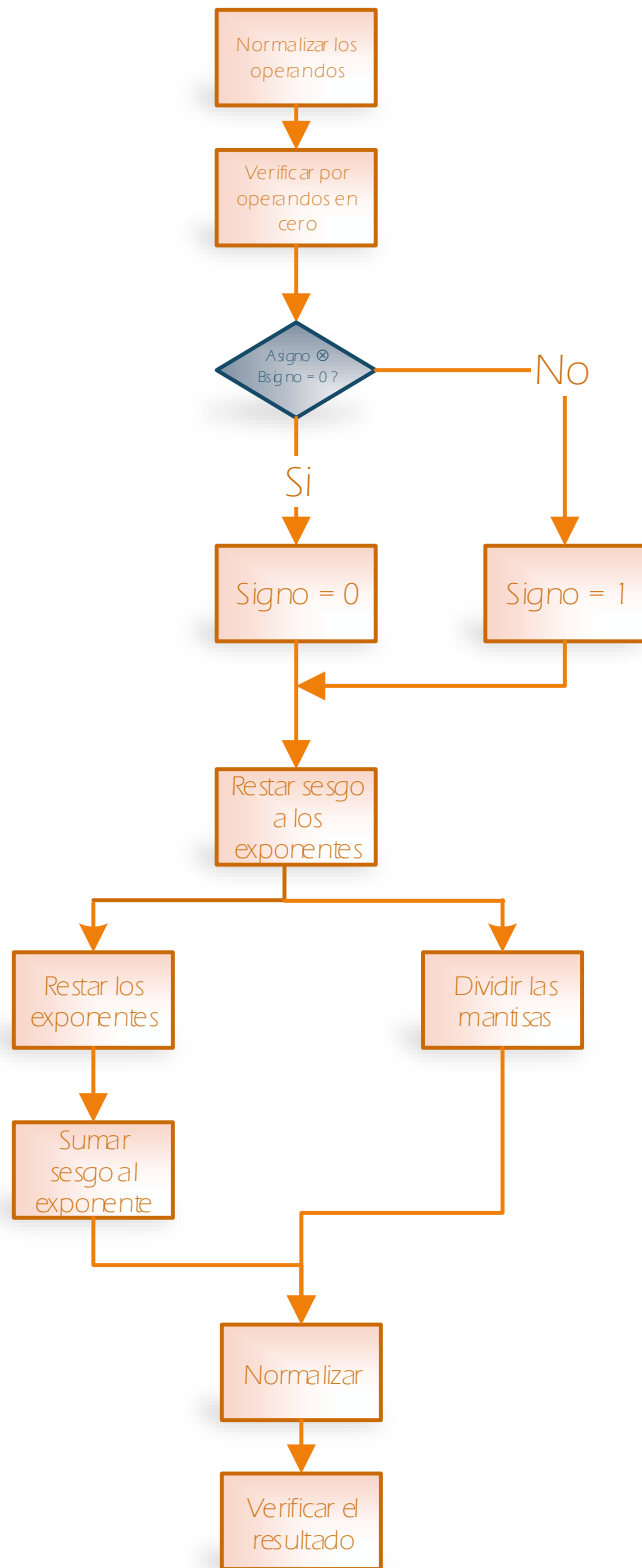 Normalizar los
operandos
Verificar por
operandos en
cero
Asigno ⊗
Bsigno = 0 ?
No
Si
Signo = 0
Signo = 1
Restar sesgo
a los
exponentes
Restar los
exponentes
Dividir las
mantisas
Sumar
sesgo al
exponente
Normalizar
Verificar el
resultado